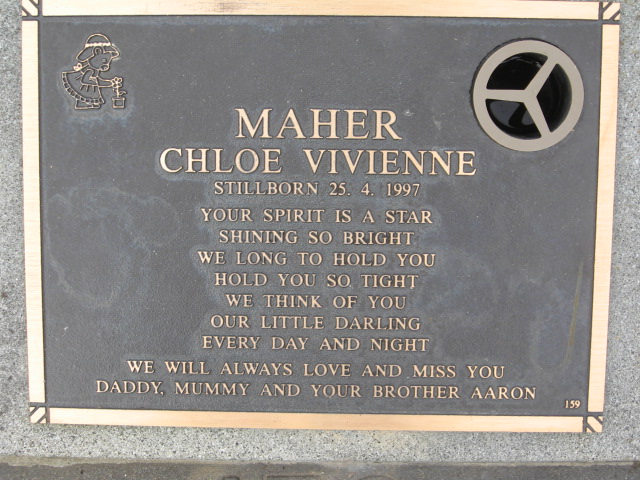 MAHER
CHLOE VIVIENNE
STILLBORN 25. 4. 1997
YOUR SPIRIT IS A STAR
SHINING SO BRIGHT
WE LONG TO HOLD YOU
HOLD YOU SO TIGHT
WE THINK OF YOU
OUR LITTLE DARLING
EVERY DAY AND NIGHT
WE WILL ALWAYS LOVE AND MISS YOU
DADDY, MUMMY AND YOUR BROTHER AARON
159